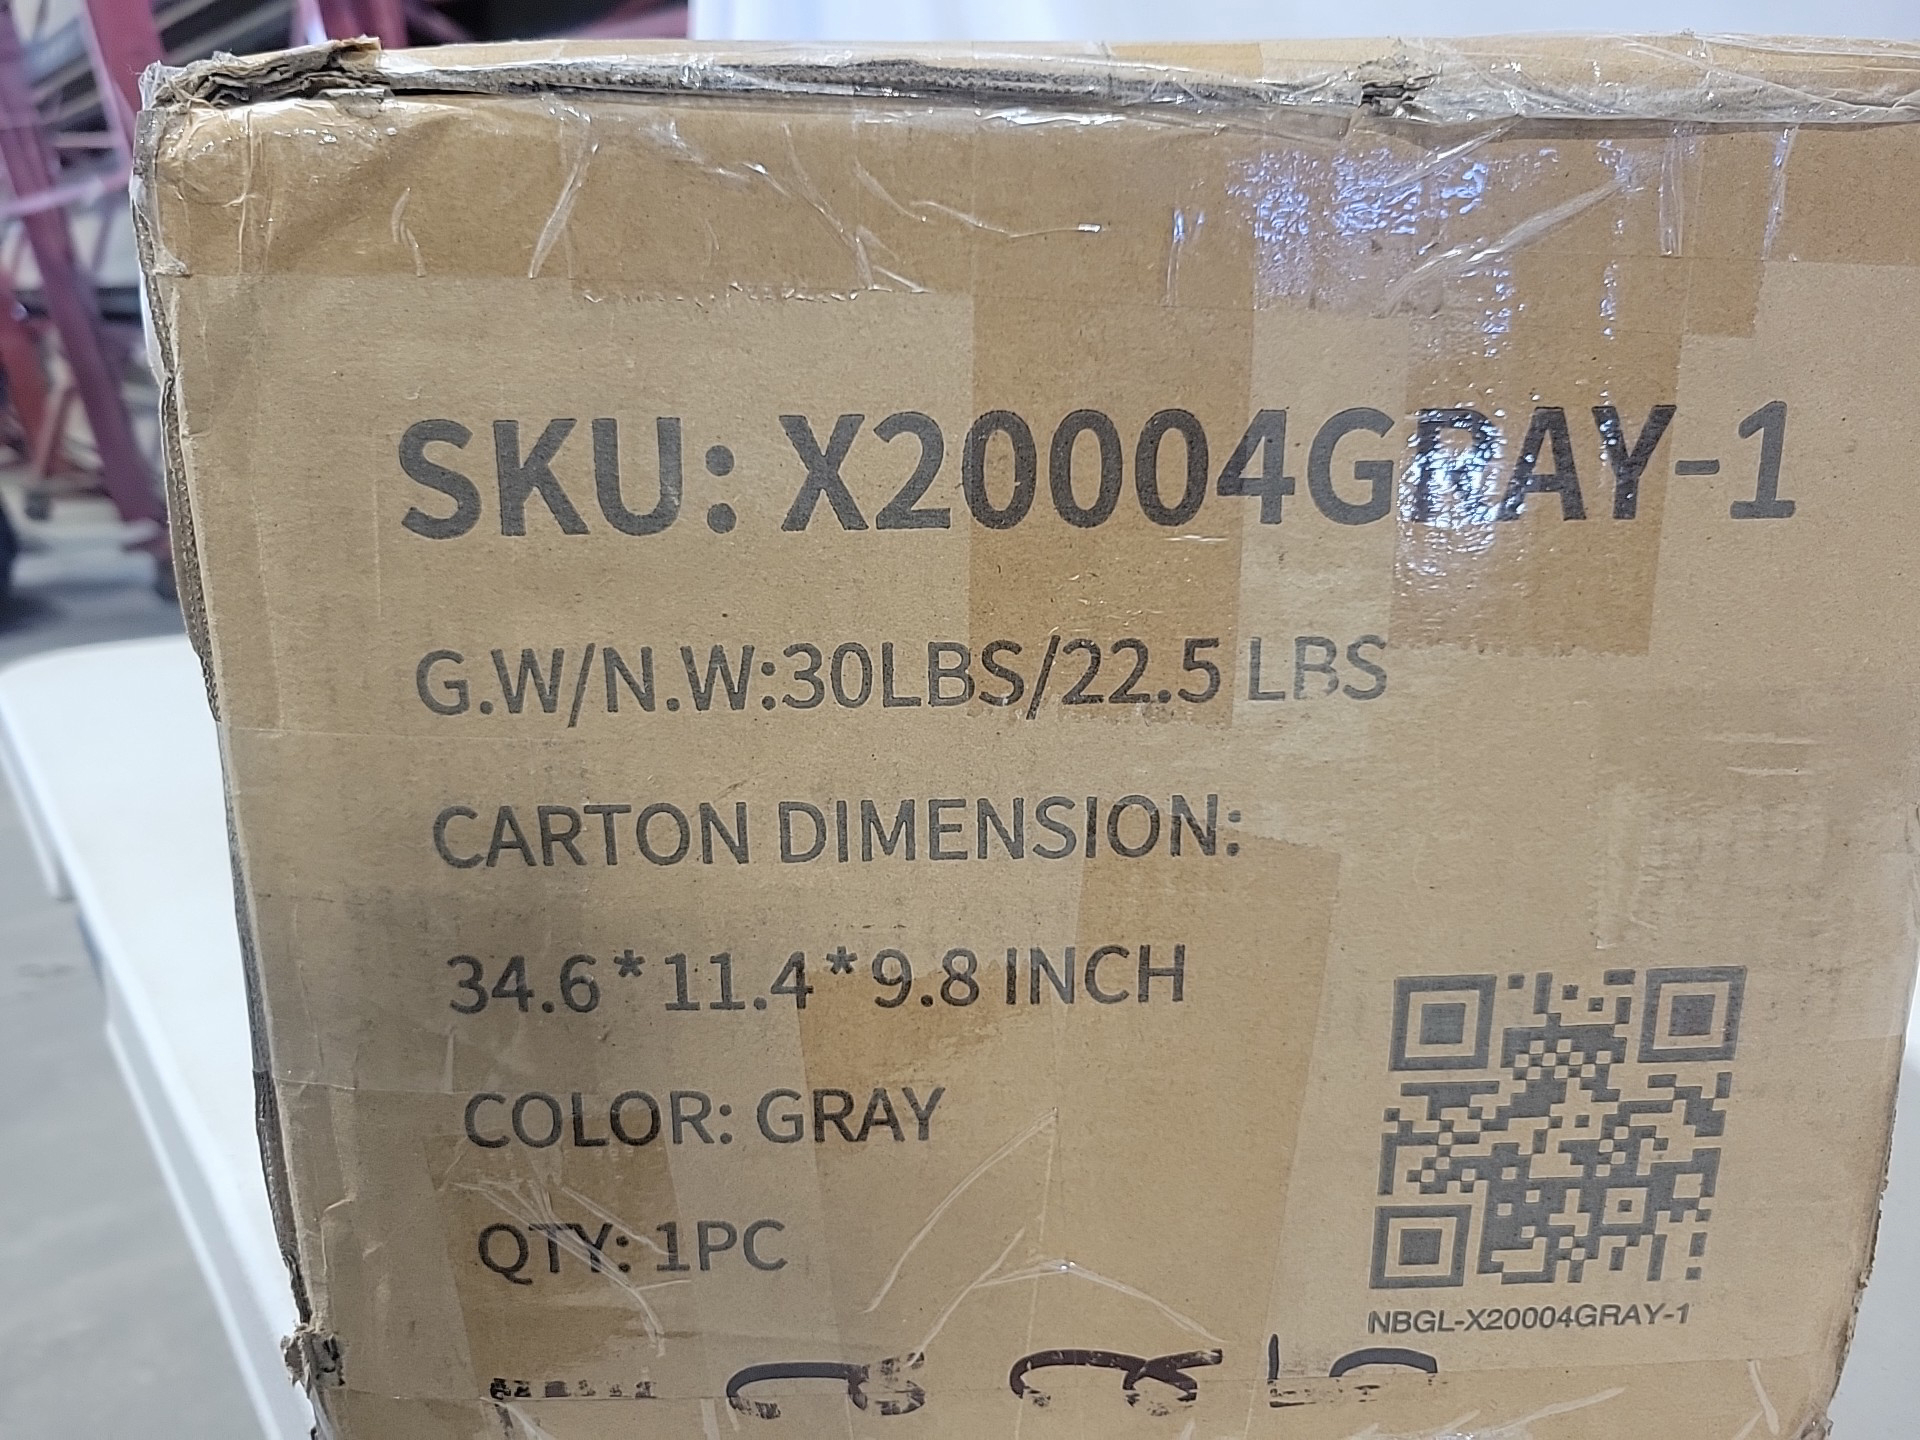 SKU: X20004GRAY-1
G.W/N.W:30LBS/22.5 LBS
CARTON DIMENSION:
34.6*11.4*9.8 INCH
COLOR: GRAY
QTY: 1PC
NBGL-X20004GRAY-1